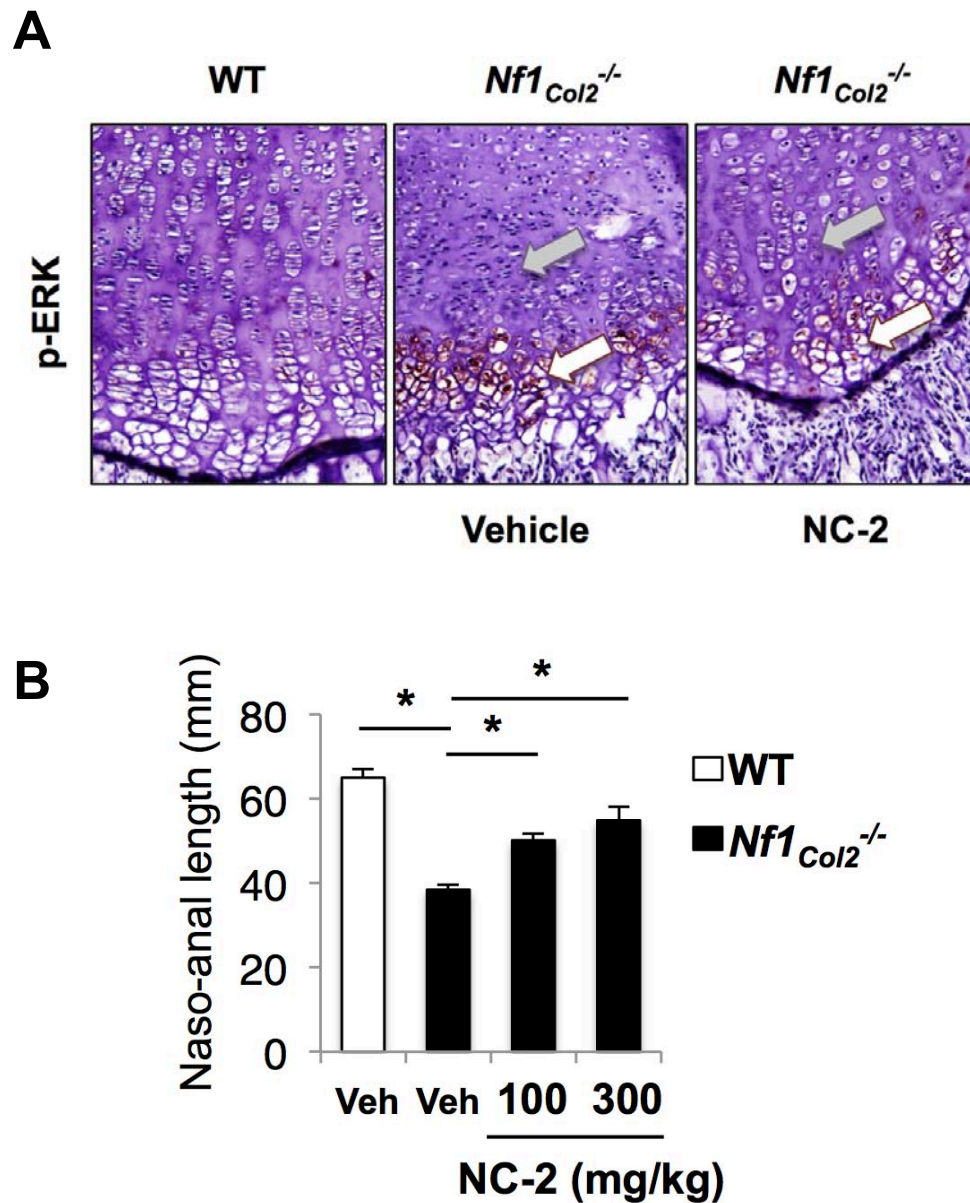 A
WT Nf1Col2-/- Nf1Col2-/-
p-ERK
Vehicle NC-2
B
Naso-anal length (mm)
80
60
40
20
0
* * *
WT
Nf1Col2-/-
Veh Veh 100 300
NC-2 (mg/kg)